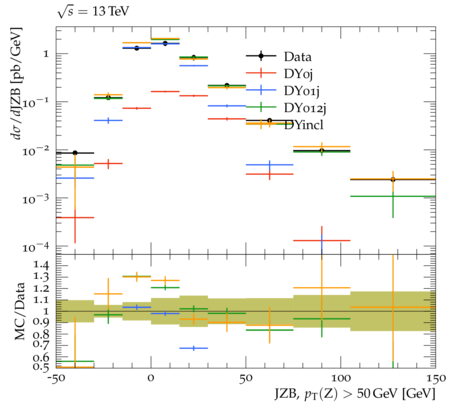 √s = 13 TeV
dσ/dJZB [pb/GeV]
1
10⁻¹
10⁻²
10⁻³
10⁻⁴
Data
DY0j
DY01j
DY012j
DYincl
MC/Data
1.4
1.3
1.2
1.1
1
0.9
0.8
0.7
0.6
0.5
-50 0 50 100 150
JZB, pT(Z) > 50 GeV [GeV]